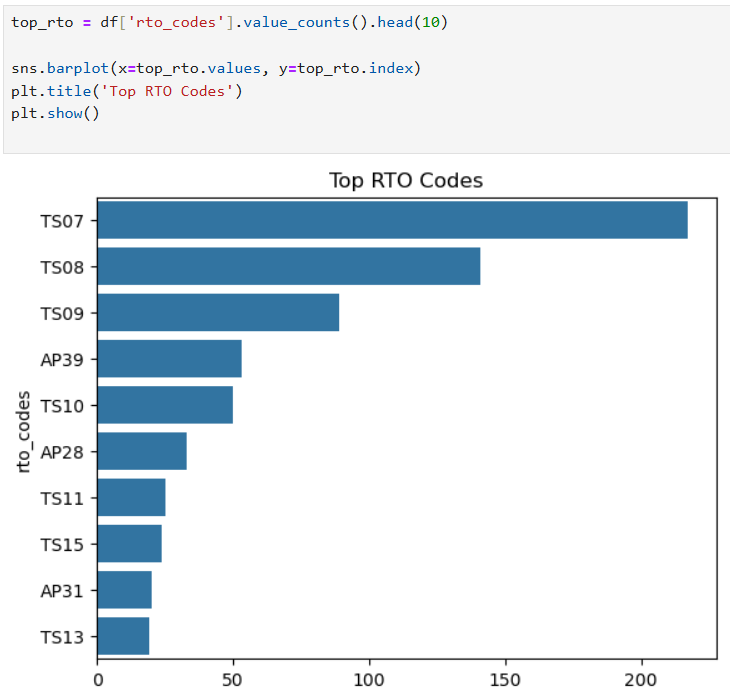 top_rto = df['rto_codes'].value_counts().head(10)
sns.barplot(x=top_rto.values, y=top_rto.index)
plt.title('Top RTO Codes')
plt.show()
Top RTO Codes
TS07
TS08
TS09
AP39
TS10
AP28
TS11
TS15
AP31
TS13
rto_codes
0 50 100 150 200